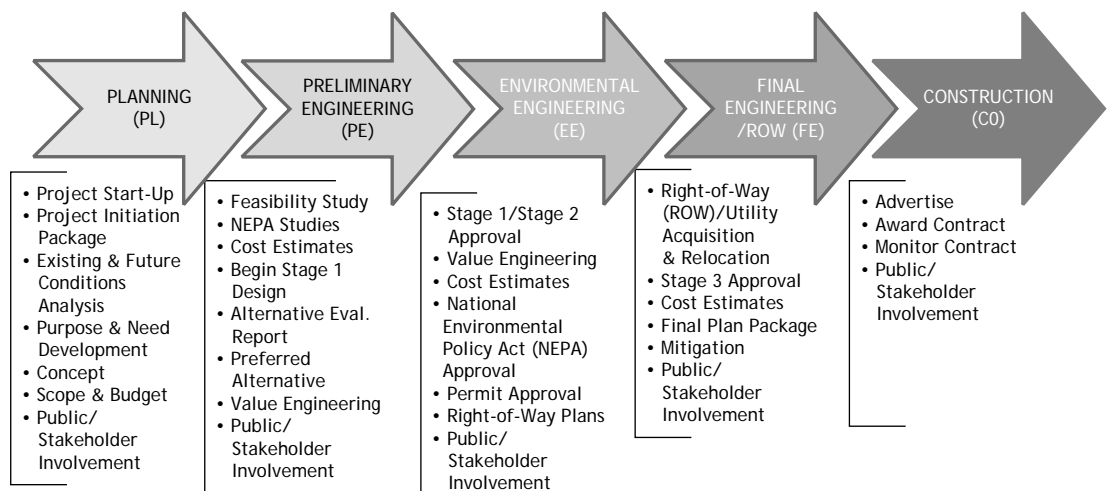 PLANNING
(PL)
PRELIMINARY
ENGINEERING
(PE)
ENVIRONMENTAL
ENGINEERING
(EE)
FINAL
ENGINEERING
/ROW (FE)
CONSTRUCTION
(C0)
• Project Start-Up
• Project Initiation
Package
• Existing & Future
Conditions
Analysis
• Purpose & Need
Development
• Concept
• Scope & Budget
• Public/
Stakeholder
Involvement
• Feasibility Study
• NEPA Studies
• Cost Estimates
• Begin Stage 1
Design
• Alternative Eval.
Report
• Preferred
Alternative
• Value Engineering
• Public/
Stakeholder
Involvement
• Stage 1/Stage 2
Approval
• Value Engineering
• Cost Estimates
• National
Environmental
Policy Act (NEPA)
Approval
• Permit Approval
• Right-of-Way Plans
• Public/
Stakeholder
Involvement
• Right-of-Way
(ROW)/Utility
Acquisition
& Relocation
• Stage 3 Approval
• Cost Estimates
• Final Plan Package
• Mitigation
• Public/
Stakeholder
Involvement
• Advertise
• Award Contract
• Monitor Contract
• Public/
Stakeholder
Involvement